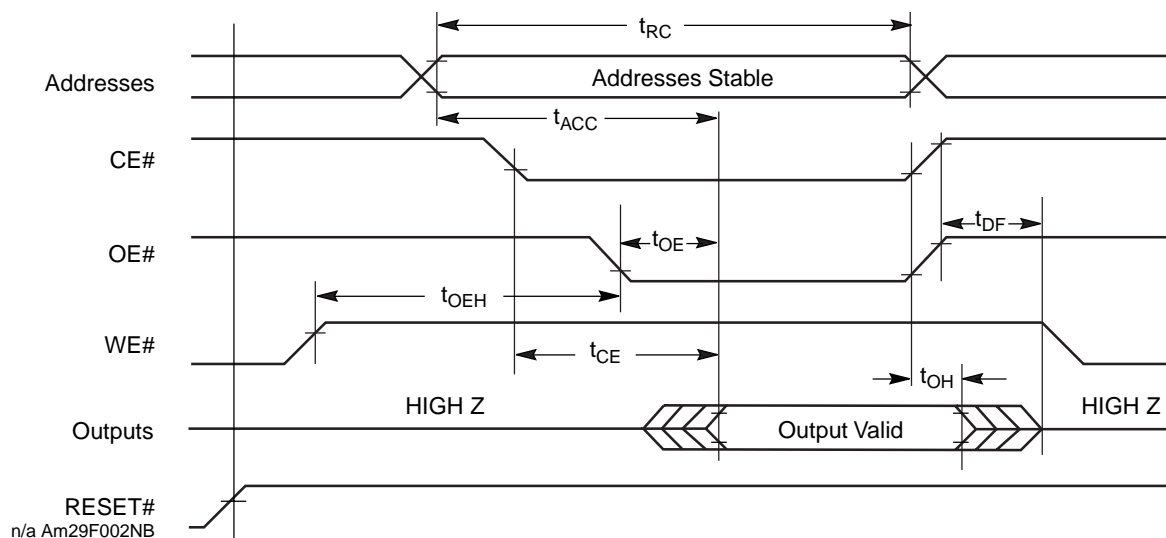 tRC
Addresses
Addresses Stable
tACC
CE#
tDF
OE#
tOE
tOEH
WE#
tCE
tOH
HIGH Z
HIGH Z
Outputs
Output Valid
RESET#
n/a Am29F002NB